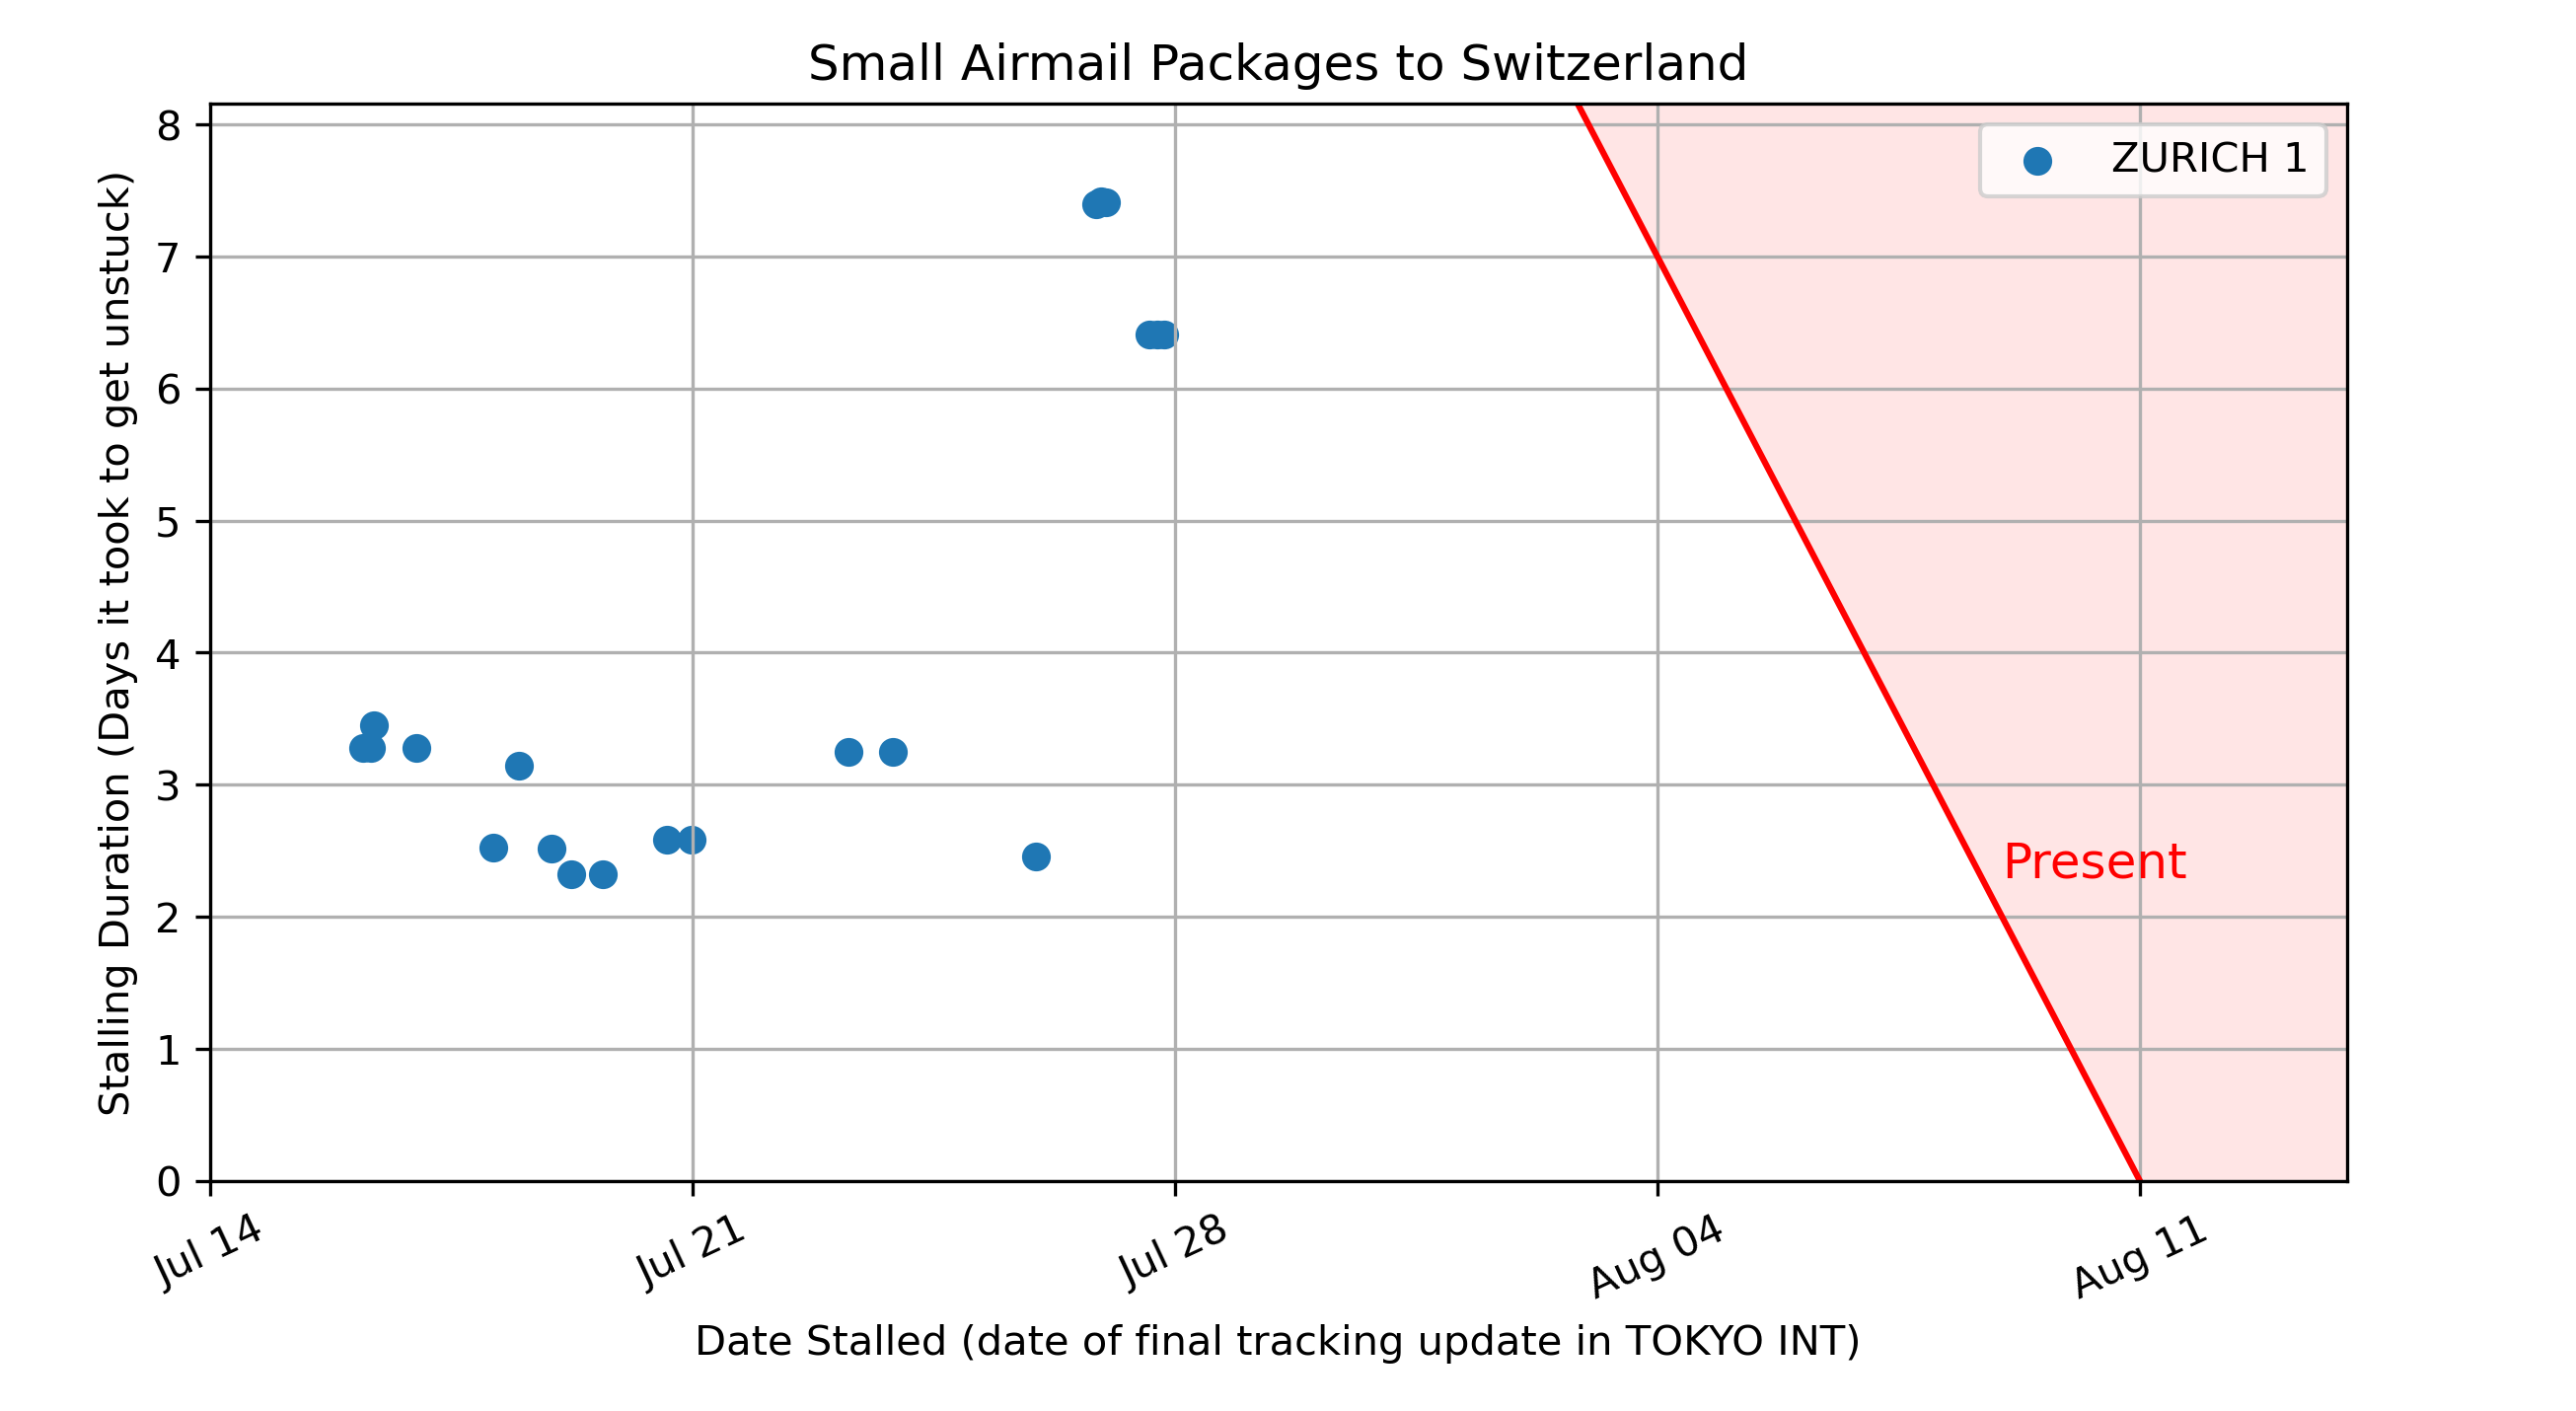 Small Airmail Packages to Switzerland
Stalling Duration (Days it took to get unstuck)
8
7
6
5
4
3
2
1
0
ZURICH 1
Present
Jul 14
Jul 21
Jul 28
Aug 04
Aug 11
Date Stalled (date of final tracking update in TOKYO INT)